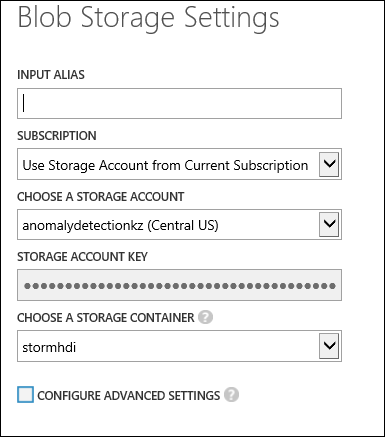 Blob Storage Settings
INPUT ALIAS
SUBSCRIPTION
Use Storage Account from Current Subscription
CHOOSE A STORAGE ACCOUNT
anomalydetectionkz (Central US)
STORAGE ACCOUNT KEY
••••••••••••••••••••••••••••••••••••••••
CHOOSE A STORAGE CONTAINER ?
stormhdi
CONFIGURE ADVANCED SETTINGS ?